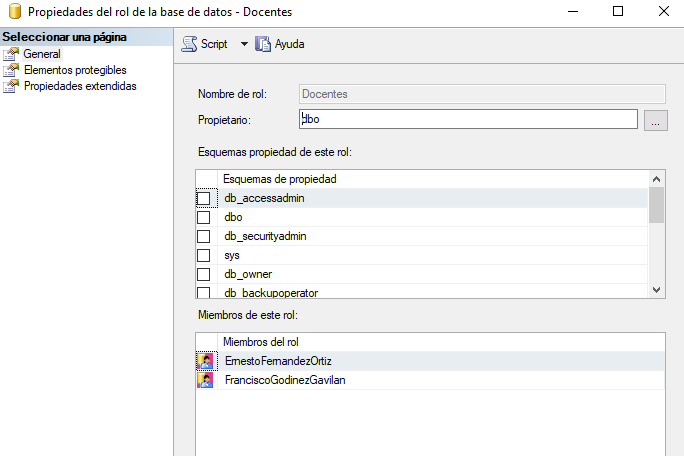 Propiedades del rol de la base de datos - Docentes
Seleccionar una página
General
Elementos protegibles
Propiedades extendidas
Script
Ayuda
Nombre de rol: Docentes
Propietario: dbo
...
Esquemas propiedad de este rol:
Esquemas de propiedad
db_accessadmin
dbo
db_securityadmin
sys
db_owner
db_backupoperator
Miembros de este rol:
Miembros del rol
ErnestoFernandezOrtiz
FranciscoGodinezGavilan